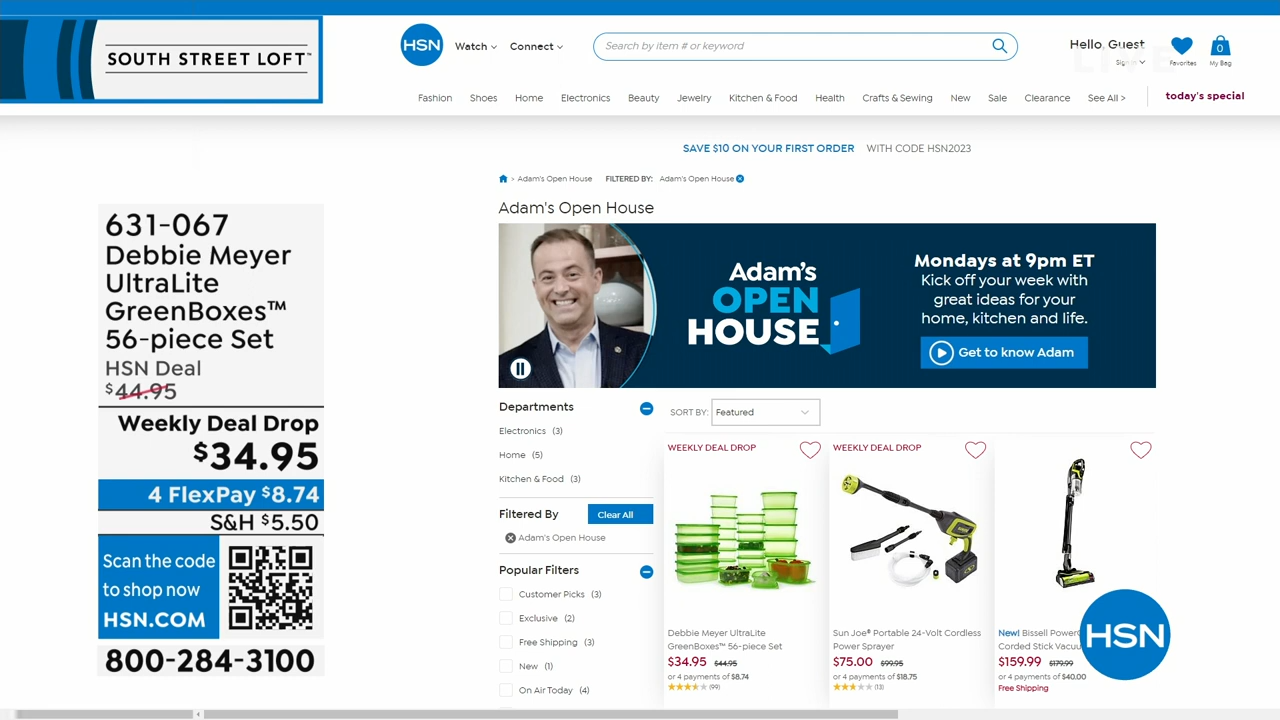 SOUTH STREET LOFT™
HSN
Watch
Connect
Search by item # or keyword
Hello, Guest
Sign In
LIVE
Favorites
0
My Bag
Fashion
Shoes
Home
Electronics
Beauty
Jewelry
Kitchen & Food
Health
Crafts & Sewing
New
Sale
Clearance
See All >
today's special
SAVE $10 ON YOUR FIRST ORDER WITH CODE HSN2023
> Adam's Open House FILTERED BY: Adam's Open House
Adam's Open House
Adam's
OPEN
HOUSE
Mondays at 9pm ET
Kick off your week with
great ideas for your
home, kitchen and life.
Get to know Adam
631-067
Debbie Meyer
UltraLite
GreenBoxes™
56-piece Set
HSN Deal
$44.95
Weekly Deal Drop
$34.95
4 FlexPay $8.74
S&H $5.50
Scan the code
to shop now
HSN.COM
800-284-3100
Departments
Electronics (3)
Home (5)
Kitchen & Food (3)
Filtered By
Clear All
Adam's Open House
Popular Filters
Customer Picks (3)
Exclusive (2)
Free Shipping (3)
New (1)
On Air Today (4)
SORT BY: Featured
WEEKLY DEAL DROP
Debbie Meyer UltraLite
GreenBoxes™ 56-piece Set
$34.95 $44.95
or 4 payments of $8.74
(99)
WEEKLY DEAL DROP
Sun Joe® Portable 24-Volt Cordless
Power Sprayer
$75.00 $99.95
or 4 payments of $18.75
(13)
New! Bissell Power
Corded Stick Vacuu
$159.99 $179.99
or 4 payments of $40.00
Free Shipping
HSN